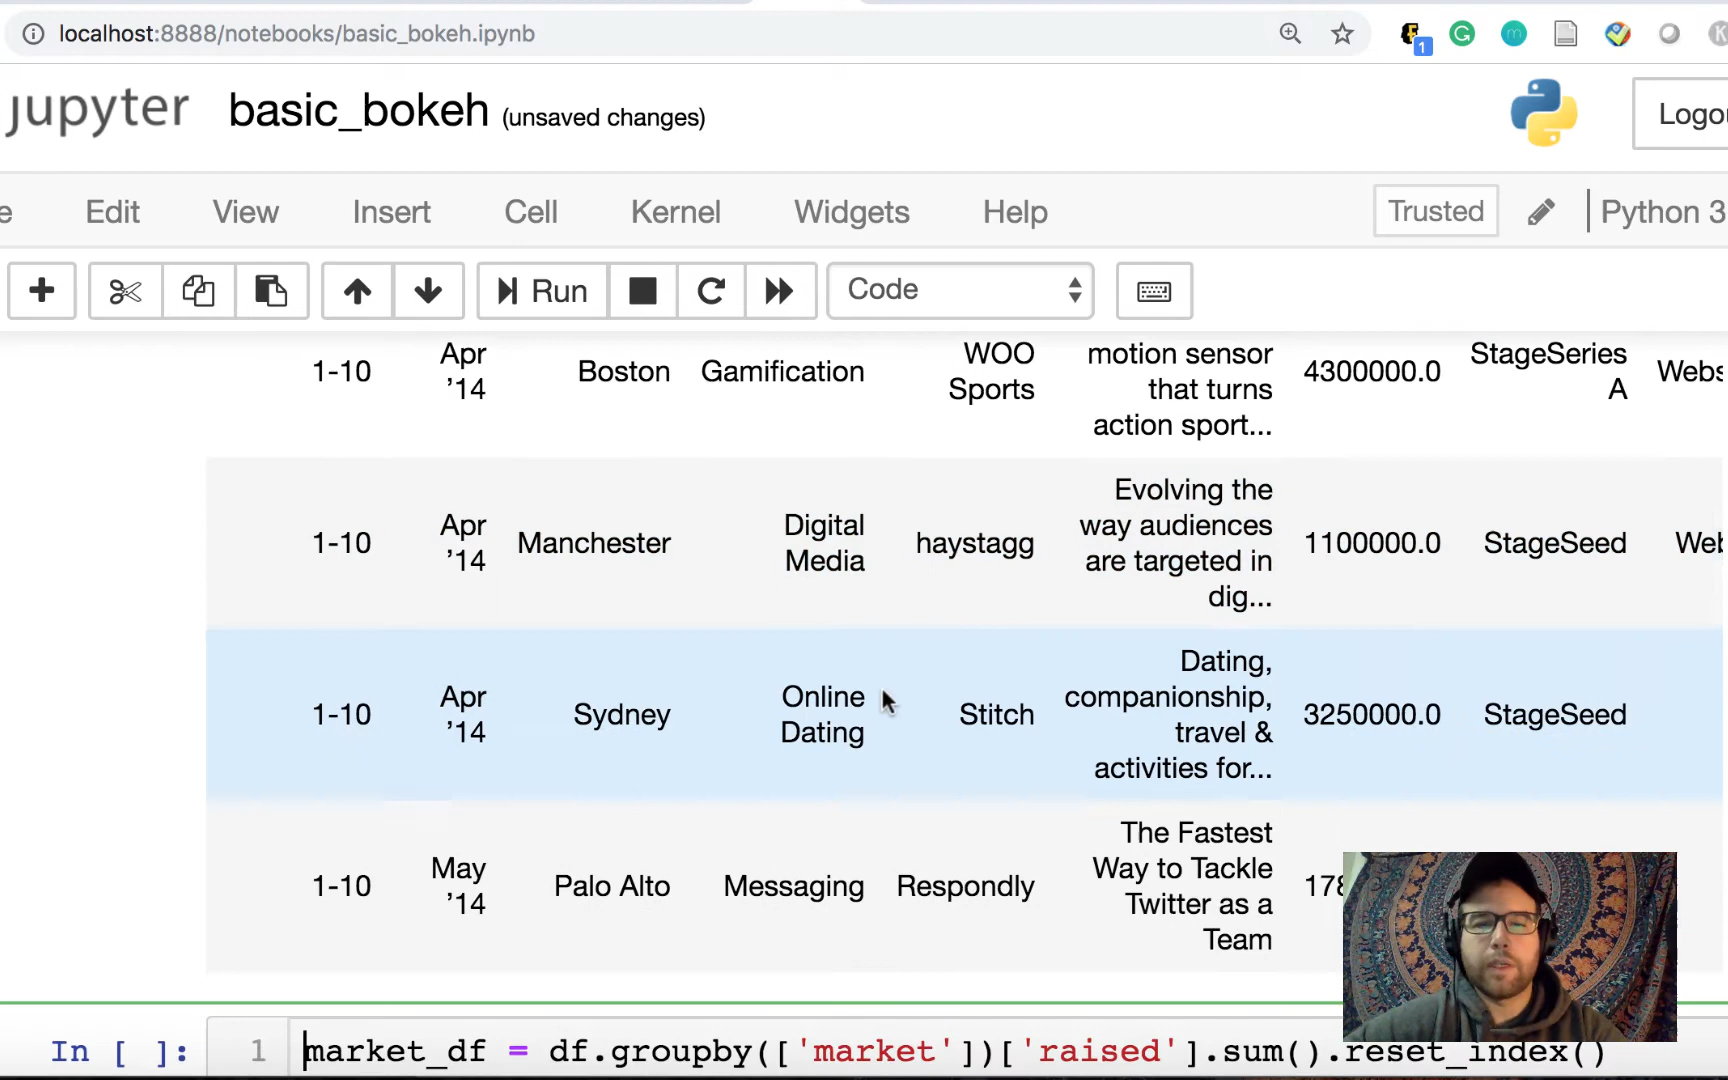 localhost:8888/notebooks/basic_bokeh.ipynb
1
jupyter basic_bokeh (unsaved changes)
Edit View Insert Cell Kernel Widgets Help Trusted Python 3
Run Code
1-10 Apr '14 Boston Gamification WOO Sports motion sensor that turns action sport... 4300000.0 StageSeries A
1-10 Apr '14 Manchester Digital Media haystagg Evolving the way audiences are targeted in dig... 1100000.0 StageSeed
1-10 Apr '14 Sydney Online Dating Stitch Dating, companionship, travel & activities for... 3250000.0 StageSeed
1-10 May '14 Palo Alto Messaging Respondly The Fastest Way to Tackle Twitter as a Team
In [ ]: 1 market_df = df.groupby(['market'])['raised'].sum().reset_index()